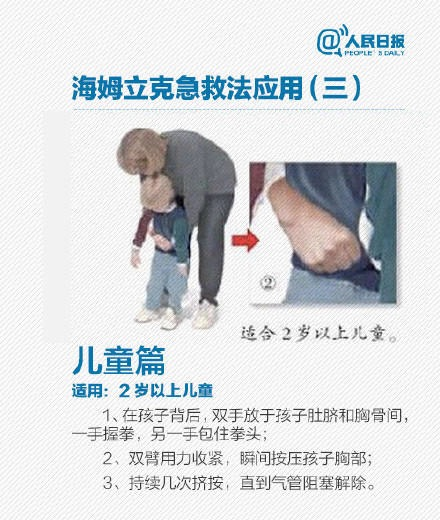 @人民日报
PEOPLE'S DAILY
海姆立克急救法应用（三）
②
适合2岁以上儿童。
儿童篇
适用：2岁以上儿童
1、在孩子背后，双手放于孩子肚脐和胸骨间，
一手握拳，另一手包住拳头；
2、双臂用力收紧，瞬间按压孩子胸部；
3、持续几次挤按，直到气管阻塞解除。